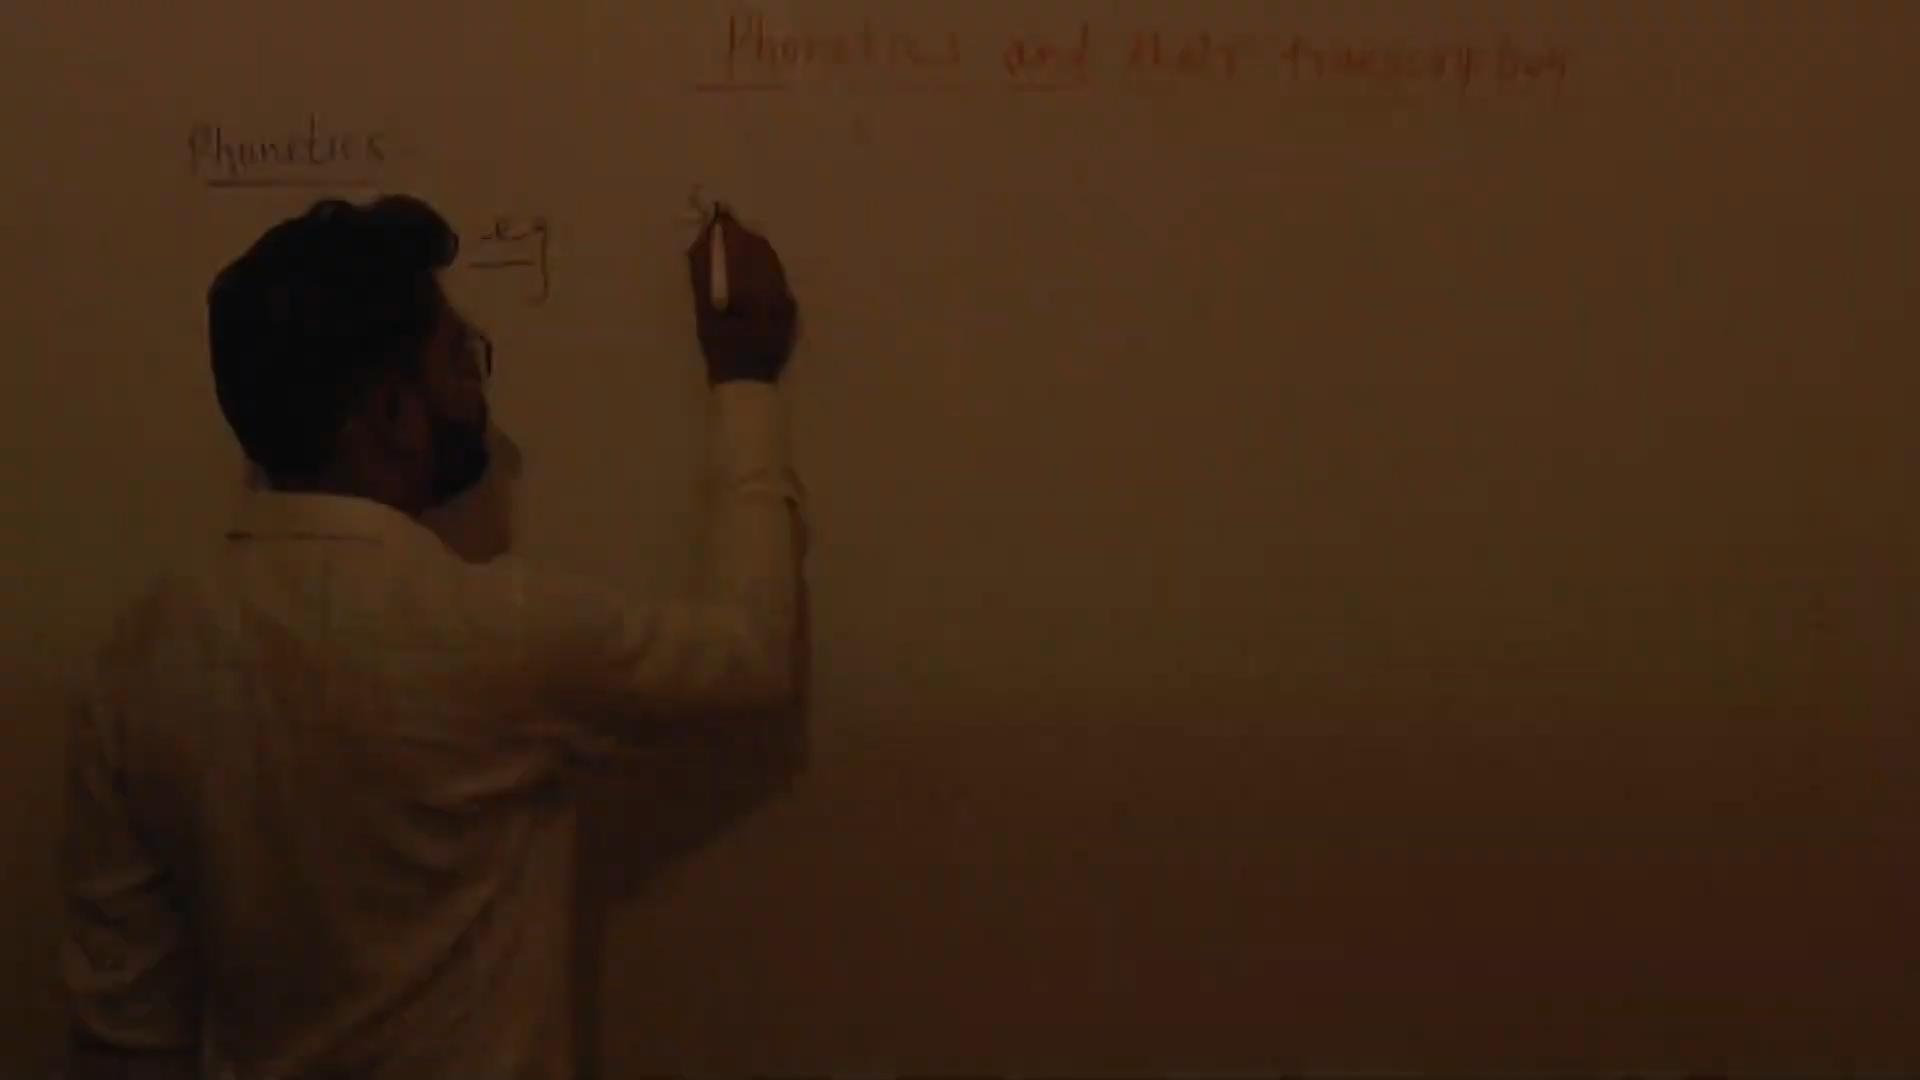 Phonetics and their transcription
Phonetics
e.g